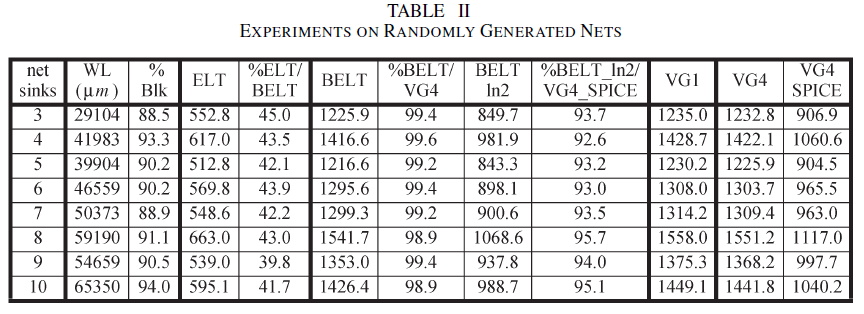 TABLE II
EXPERIMENTS ON RANDOMLY GENERATED NETS
net sinks | WL (μm) | % Blk | ELT | %ELT/ BELT | BELT | %BELT/ VG4 | BELT ln2 | %BELT_ln2/ VG4_SPICE | VG1 | VG4 | VG4 SPICE
3 | 29104 | 88.5 | 552.8 | 45.0 | 1225.9 | 99.4 | 849.7 | 93.7 | 1235.0 | 1232.8 | 906.9
4 | 41983 | 93.3 | 617.0 | 43.5 | 1416.6 | 99.6 | 981.9 | 92.6 | 1428.7 | 1422.1 | 1060.6
5 | 39904 | 90.2 | 512.8 | 42.1 | 1216.6 | 99.2 | 843.3 | 93.2 | 1230.2 | 1225.9 | 904.5
6 | 46559 | 90.2 | 569.8 | 43.9 | 1295.6 | 99.4 | 898.1 | 93.0 | 1308.0 | 1303.7 | 965.5
7 | 50373 | 88.9 | 548.6 | 42.2 | 1299.3 | 99.2 | 900.6 | 93.5 | 1314.2 | 1309.4 | 963.0
8 | 59190 | 91.1 | 663.0 | 43.0 | 1541.7 | 98.9 | 1068.6 | 95.7 | 1558.0 | 1551.2 | 1117.0
9 | 54659 | 90.5 | 539.0 | 39.8 | 1353.0 | 99.4 | 937.8 | 94.0 | 1375.3 | 1368.2 | 997.7
10 | 65350 | 94.0 | 595.1 | 41.7 | 1426.4 | 98.9 | 988.7 | 95.1 | 1449.1 | 1441.8 | 1040.2